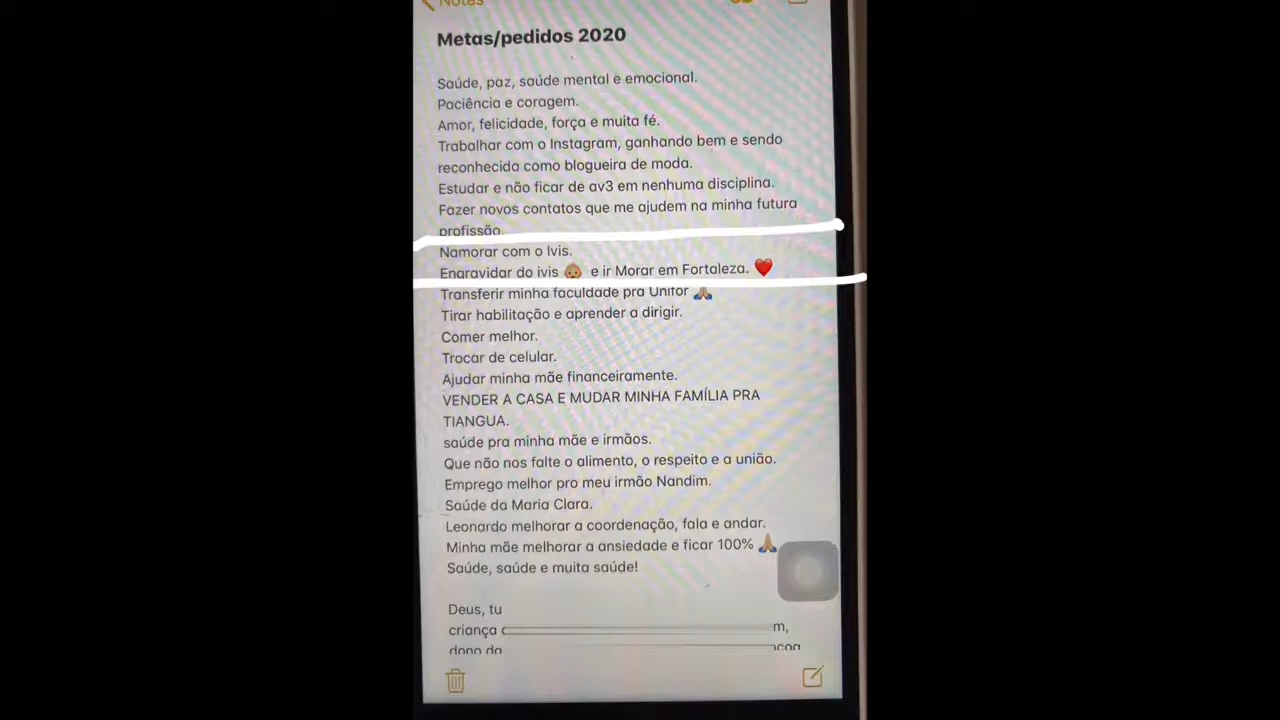 Notas
Metas/pedidos 2020
Saúde, paz, saúde mental e emocional.
Paciência e coragem.
Amor, felicidade, força e muita fé.
Trabalhar com o Instagram, ganhando bem e sendo
reconhecida como blogueira de moda.
Estudar e não ficar de av3 em nenhuma disciplina.
Fazer novos contatos que me ajudem na minha futura
profissão.
Namorar com o Ivis.
Engravidar do ivis 👶🏼 e ir Morar em Fortaleza. ❤️
Transferir minha faculdade pra Unifor 🙏🏼
Tirar habilitação e aprender a dirigir.
Comer melhor.
Trocar de celular.
Ajudar minha mãe financeiramente.
VENDER A CASA E MUDAR MINHA FAMÍLIA PRA
TIANGUA.
saúde pra minha mãe e irmãos.
Que não nos falte o alimento, o respeito e a união.
Emprego melhor pro meu irmão Nandim.
Saúde da Maria Clara.
Leonardo melhorar a coordenação, fala e andar.
Minha mãe melhorar a ansiedade e ficar 100% 🙏🏼
Saúde, saúde e muita saúde!
Deus, tu
criança m,
dono da